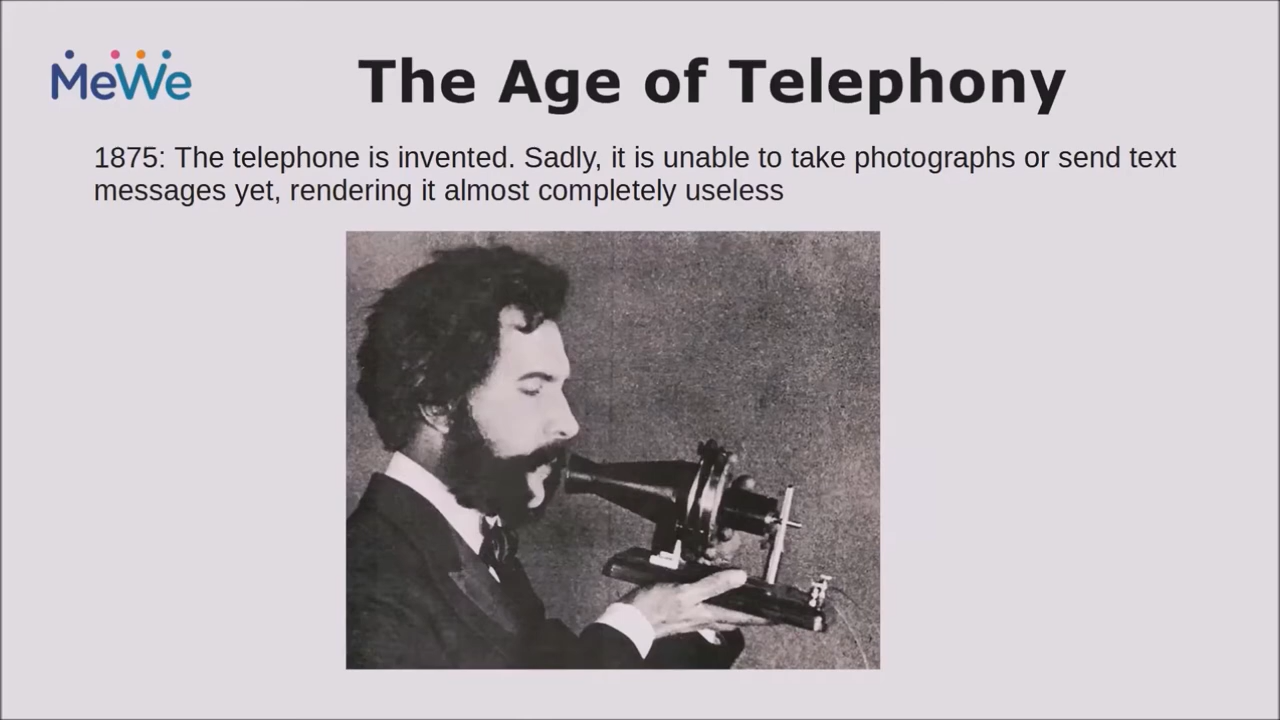 MeWe
The Age of Telephony
1875: The telephone is invented. Sadly, it is unable to take photographs or send text
messages yet, rendering it almost completely useless